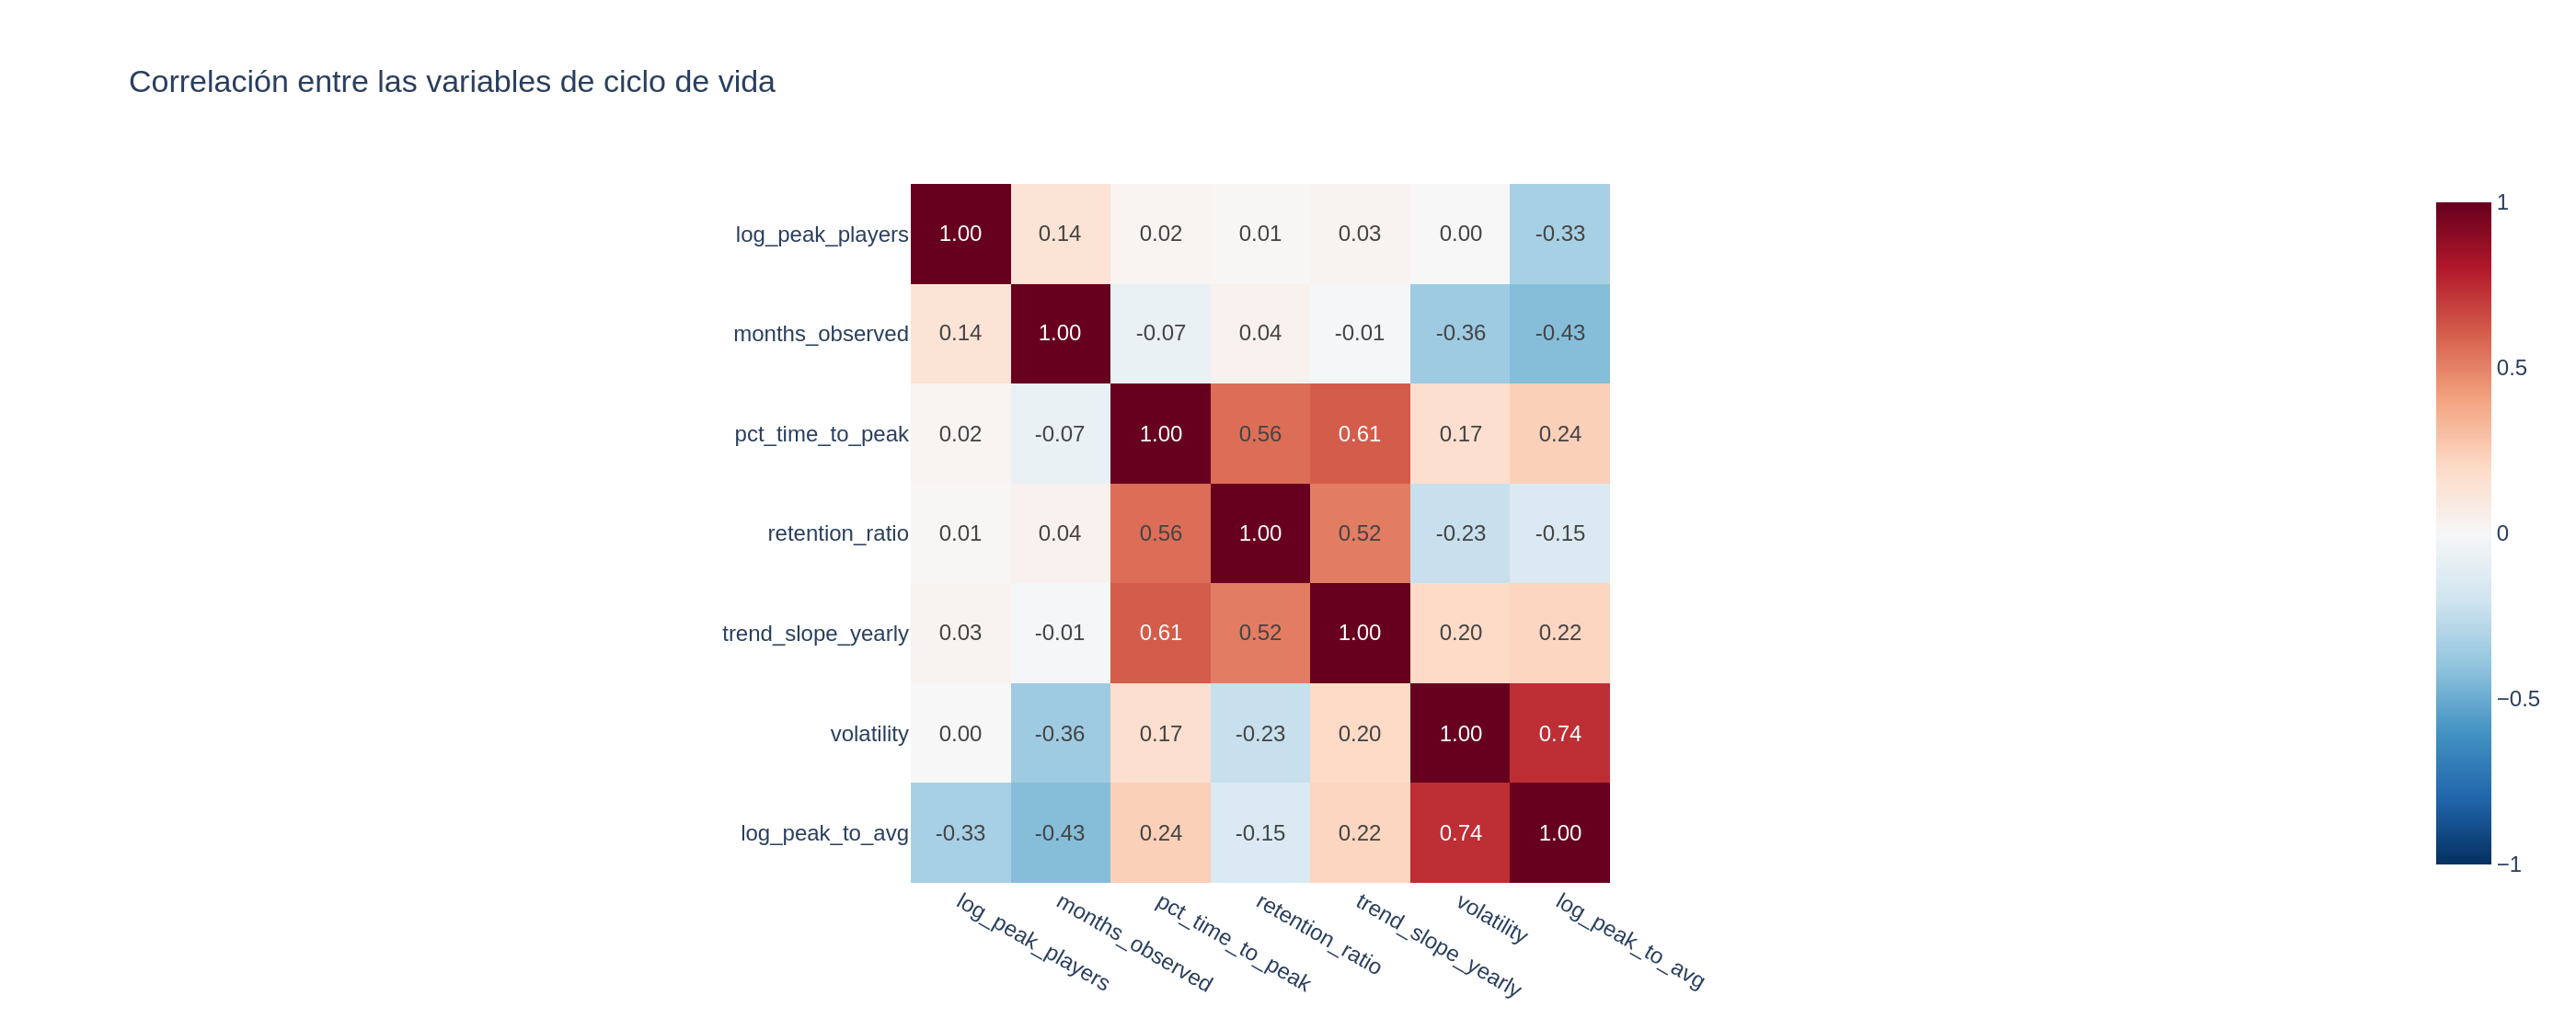 Correlación entre las variables de ciclo de vida
log_peak_players 1.00 0.14 0.02 0.01 0.03 0.00 -0.33
months_observed 0.14 1.00 -0.07 0.04 -0.01 -0.36 -0.43
pct_time_to_peak 0.02 -0.07 1.00 0.56 0.61 0.17 0.24
retention_ratio 0.01 0.04 0.56 1.00 0.52 -0.23 -0.15
trend_slope_yearly 0.03 -0.01 0.61 0.52 1.00 0.20 0.22
volatility 0.00 -0.36 0.17 -0.23 0.20 1.00 0.74
log_peak_to_avg -0.33 -0.43 0.24 -0.15 0.22 0.74 1.00
log_peak_players
months_observed
pct_time_to_peak
retention_ratio
trend_slope_yearly
volatility
log_peak_to_avg
1
0.5
0
−0.5
−1